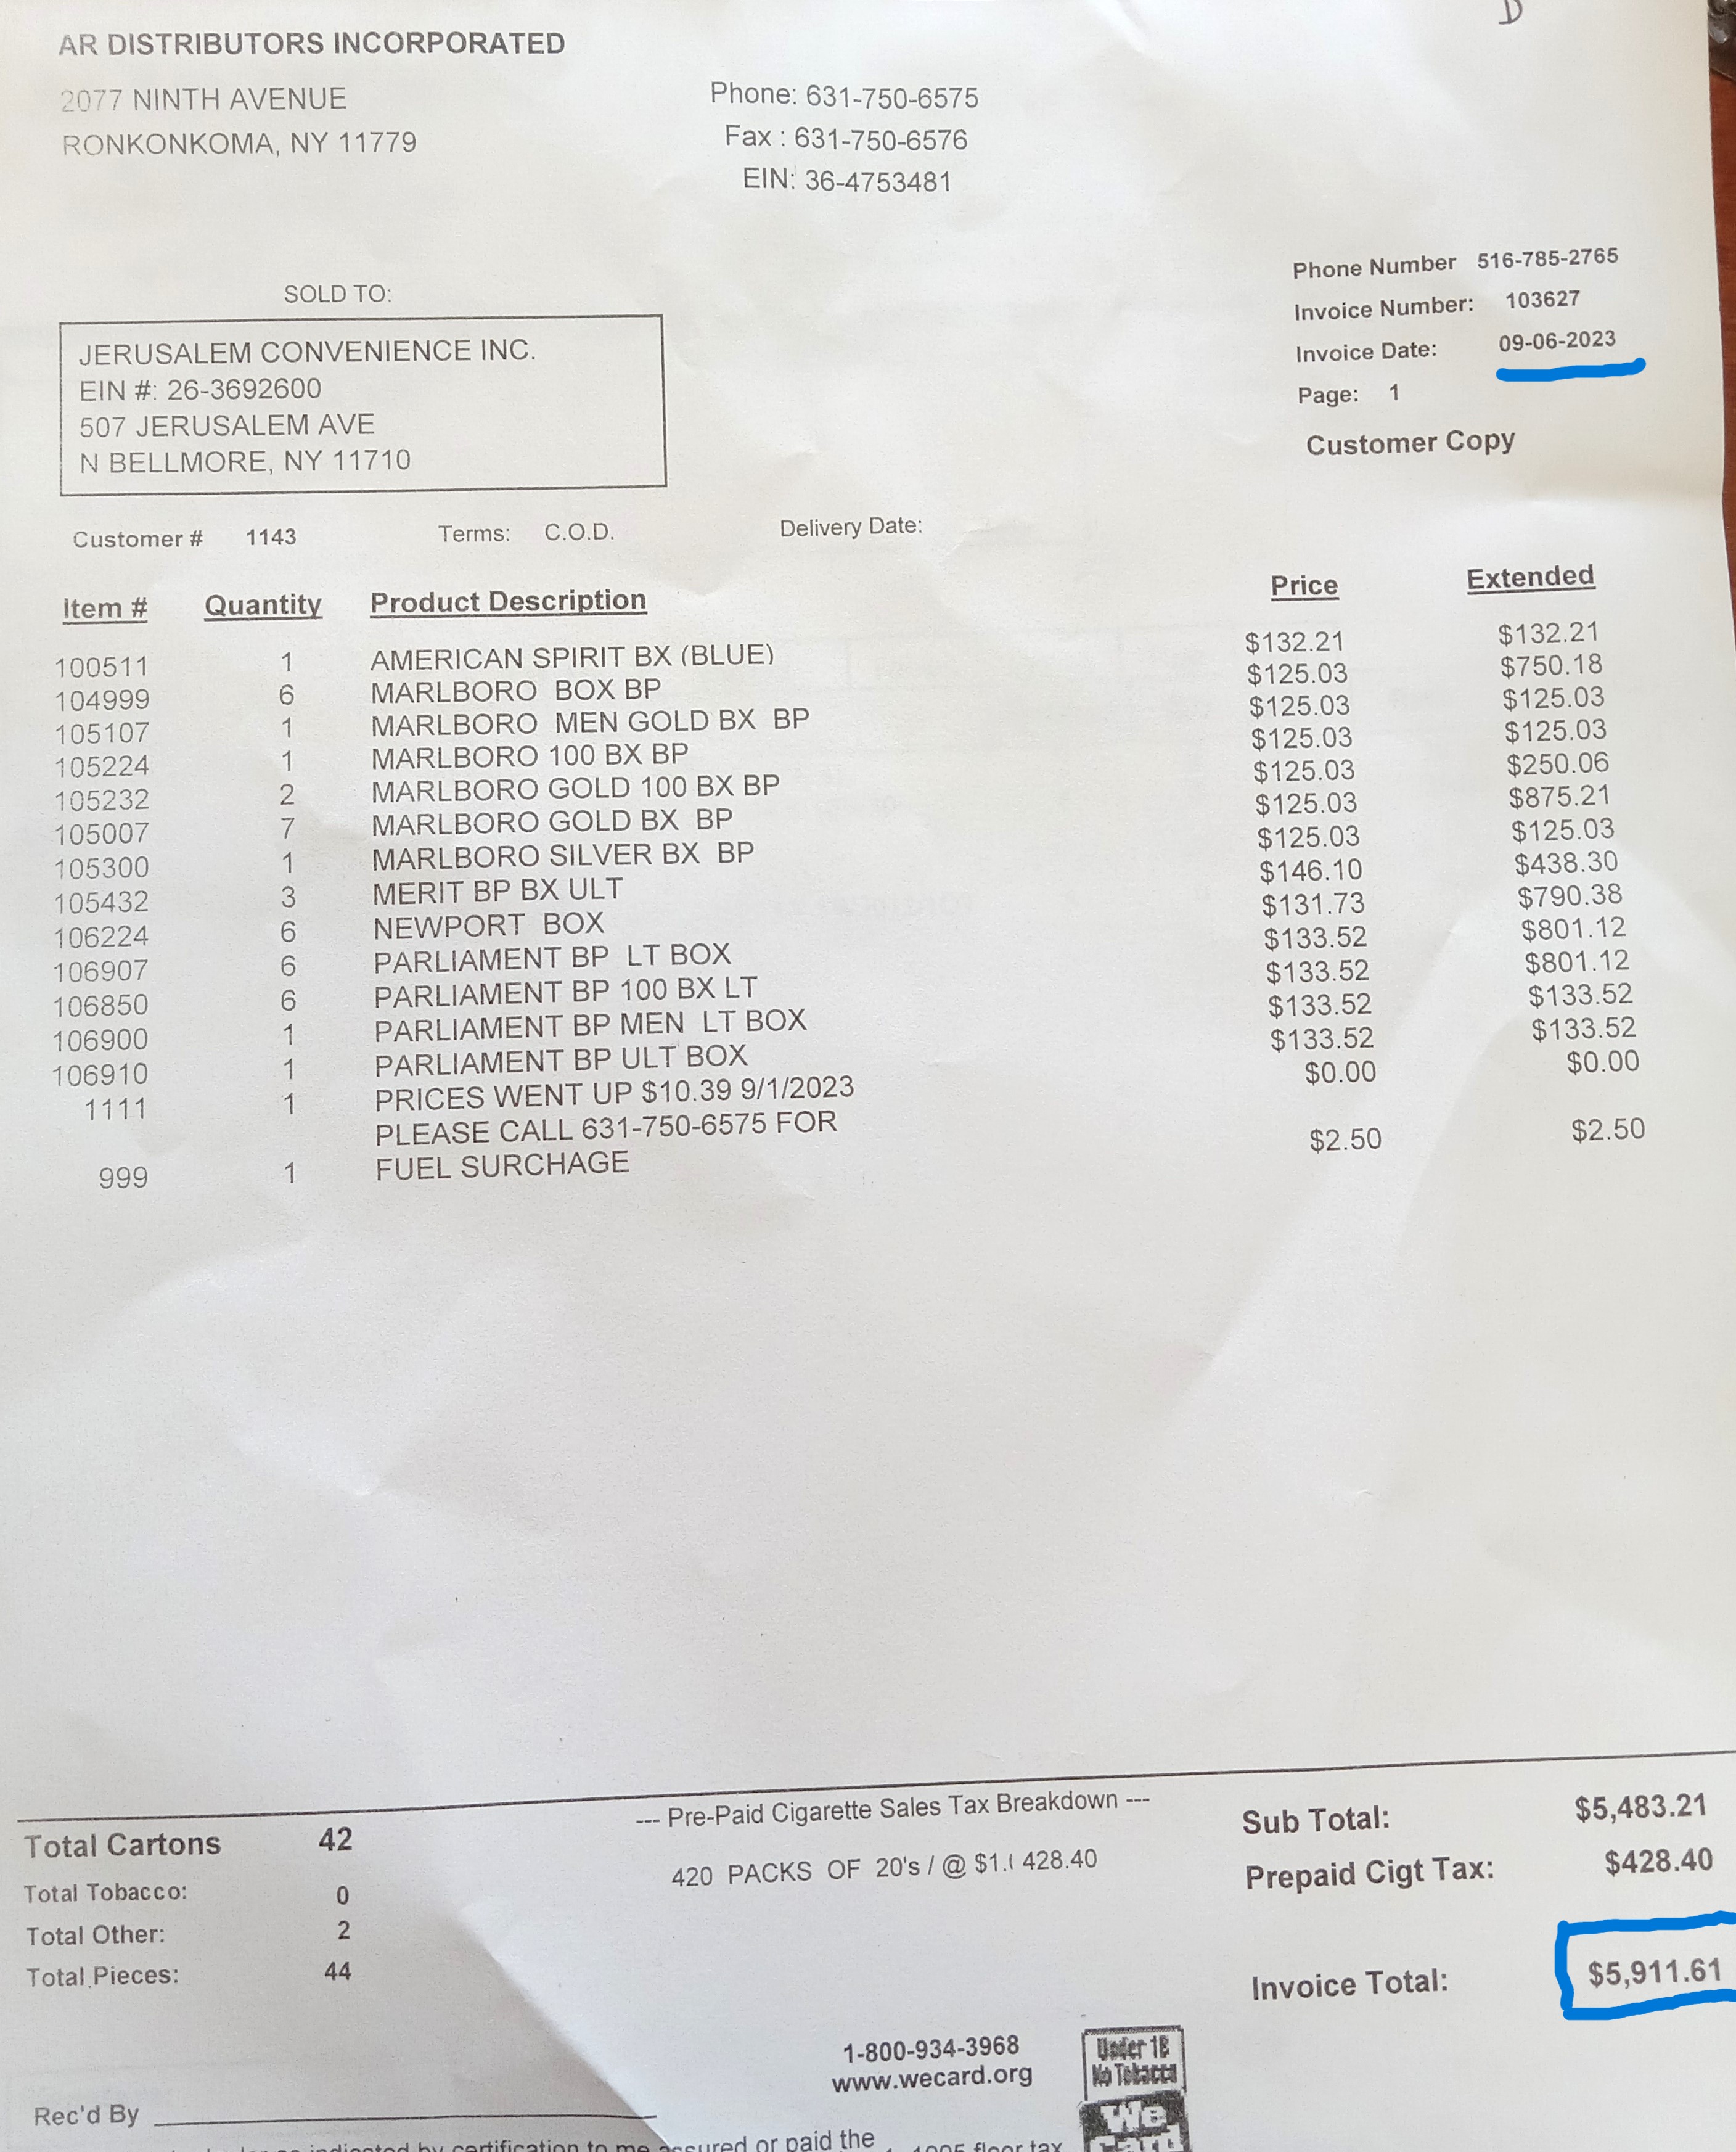 D
AR DISTRIBUTORS INCORPORATED
2077 NINTH AVENUE
RONKONKOMA, NY 11779
Phone: 631-750-6575
Fax : 631-750-6576
EIN: 36-4753481
Phone Number 516-785-2765
Invoice Number: 103627
Invoice Date: 09-06-2023
Page: 1
Customer Copy
SOLD TO:
JERUSALEM CONVENIENCE INC.
EIN #: 26-3692600
507 JERUSALEM AVE
N BELLMORE, NY 11710
Customer # 1143 Terms: C.O.D. Delivery Date:
Item # Quantity Product Description Price Extended
100511 1 AMERICAN SPIRIT BX (BLUE) $132.21 $132.21
104999 6 MARLBORO BOX BP $125.03 $750.18
105107 1 MARLBORO MEN GOLD BX BP $125.03 $125.03
105224 1 MARLBORO 100 BX BP $125.03 $125.03
105232 2 MARLBORO GOLD 100 BX BP $125.03 $250.06
105007 7 MARLBORO GOLD BX BP $125.03 $875.21
105300 1 MARLBORO SILVER BX BP $125.03 $125.03
105432 3 MERIT BP BX ULT $146.10 $438.30
106224 6 NEWPORT BOX $131.73 $790.38
106907 6 PARLIAMENT BP LT BOX $133.52 $801.12
106850 6 PARLIAMENT BP 100 BX LT $133.52 $801.12
106900 1 PARLIAMENT BP MEN LT BOX $133.52 $133.52
106910 1 PARLIAMENT BP ULT BOX $133.52 $133.52
1111 1 PRICES WENT UP $10.39 9/1/2023 $0.00 $0.00
PLEASE CALL 631-750-6575 FOR
999 1 FUEL SURCHAGE $2.50 $2.50
Total Cartons 42
Total Tobacco: 0
Total Other: 2
Total Pieces: 44
--- Pre-Paid Cigarette Sales Tax Breakdown ---
420 PACKS OF 20's / @ $1.( 428.40
Sub Total: $5,483.21
Prepaid Cigt Tax: $428.40
Invoice Total: $5,911.61
1-800-934-3968
www.wecard.org
Under 18
No Tobacco
We
Card
Rec'd By
indicated by certification to me assured or paid the
1995 floor tax